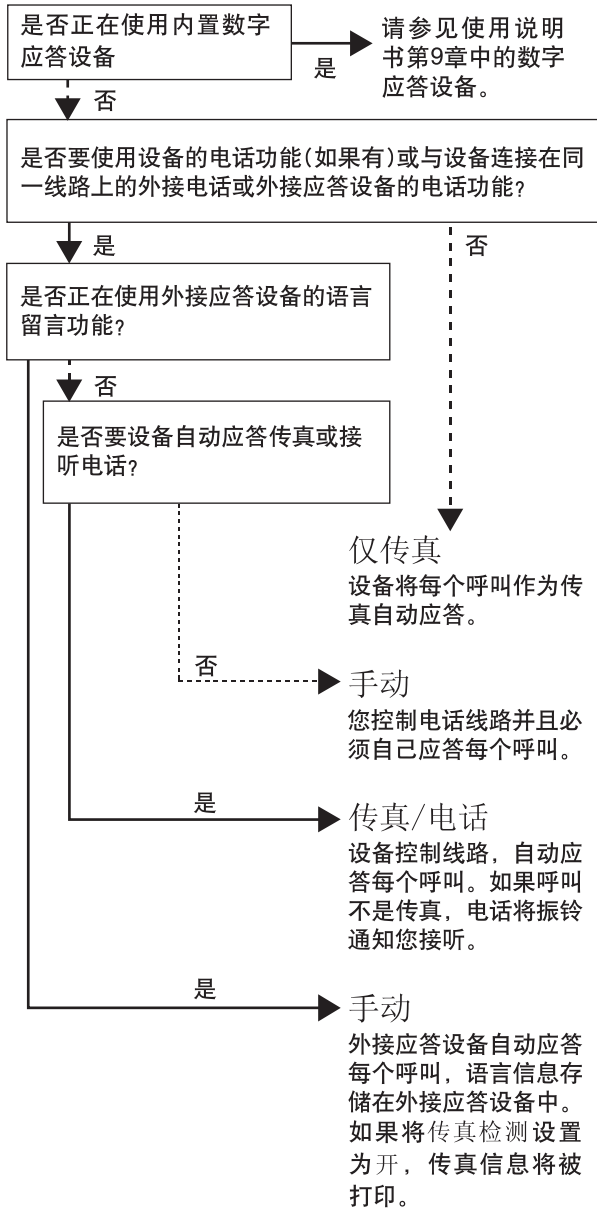 是否正在使用内置数字
应答设备
是
请参见使用说明
书第9章中的数字
应答设备。
否
是否要使用设备的电话功能(如果有)或与设备连接在同
一线路上的外接电话或外接应答设备的电话功能?
是
否
是否正在使用外接应答设备的语言
留言功能?
否
是否要设备自动应答传真或接
听电话?
仅传真
设备将每个呼叫作为传
真自动应答。
否
手动
您控制电话线路并且必
须自己应答每个呼叫。
是
传真/电话
设备控制线路，自动应
答每个呼叫。如果呼叫
不是传真，电话将振铃
通知您接听。
是
手动
外接应答设备自动应答
每个呼叫，语言信息存
储在外接应答设备中。
如果将传真检测设置
为开，传真信息将被
打印。